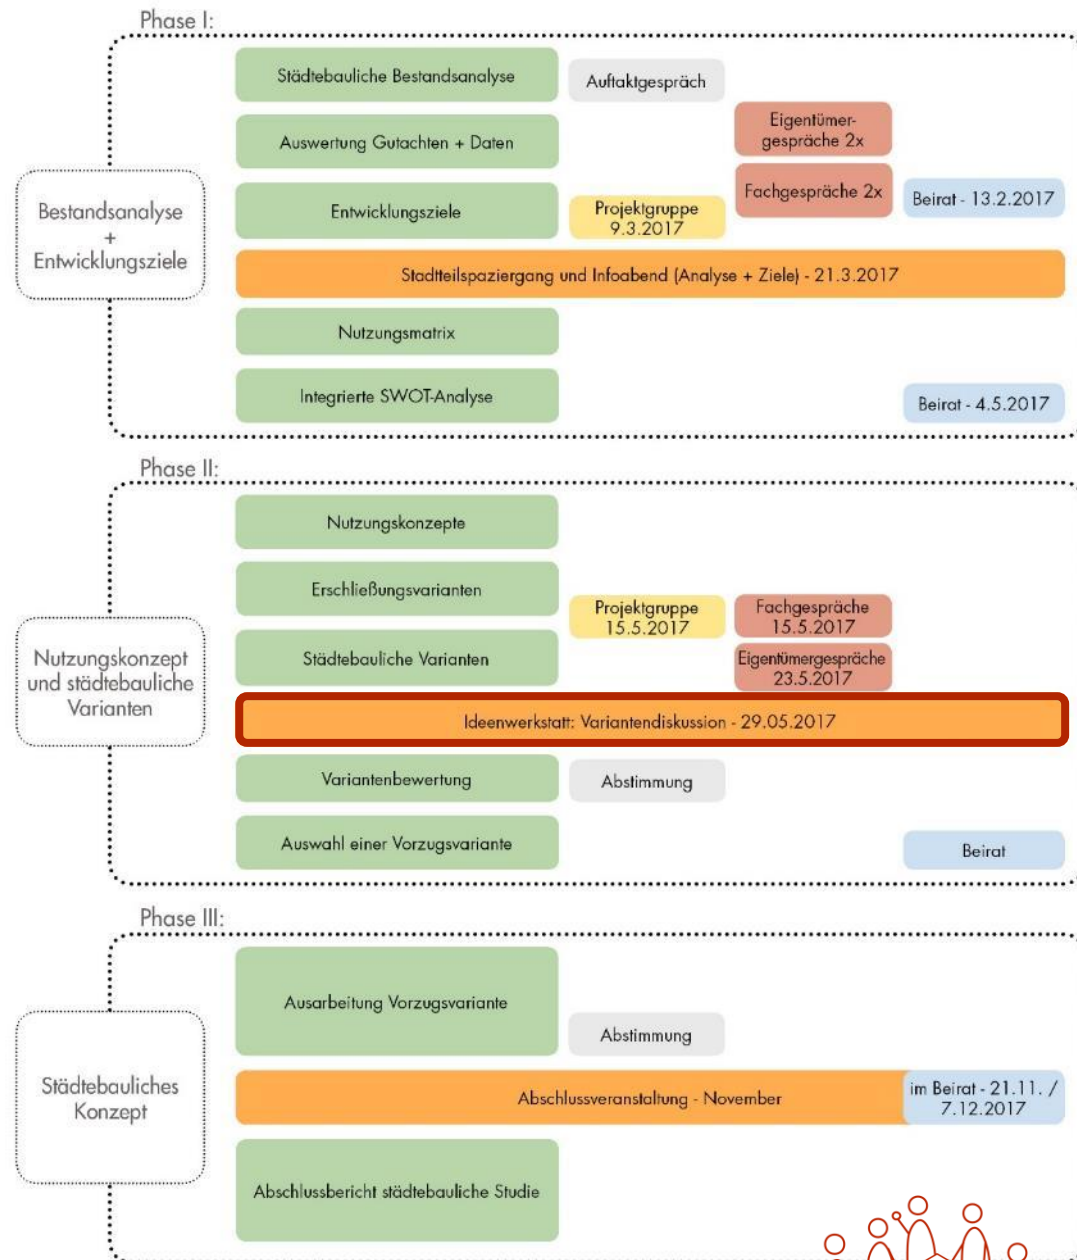 Phase I:
Städtebauliche Bestandsanalyse
Auftaktgespräch
Auswertung Gutachten + Daten
Eigentümer-
gespräche 2x
Bestandsanalyse
+
Entwicklungsziele
Entwicklungsziele
Projektgruppe
9.3.2017
Fachgespräche 2x
Beirat - 13.2.2017
Stadtteilspaziergang und Infoabend (Analyse + Ziele) - 21.3.2017
Nutzungsmatrix
Integrierte SWOT-Analyse
Beirat - 4.5.2017
Phase II:
Nutzungskonzepte
Erschließungsvarianten
Projektgruppe
15.5.2017
Fachgespräche
15.5.2017
Nutzungskonzept
und städtebauliche
Varianten
Städtebauliche Varianten
Eigentümergespräche
23.5.2017
Ideenwerkstatt: Variantendiskussion - 29.05.2017
Variantenbewertung
Abstimmung
Auswahl einer Vorzugsvariante
Beirat
Phase III:
Ausarbeitung Vorzugsvariante
Abstimmung
Städtebauliches
Konzept
Abschlussveranstaltung - November
im Beirat - 21.11. /
7.12.2017
Abschlussbericht städtebauliche Studie